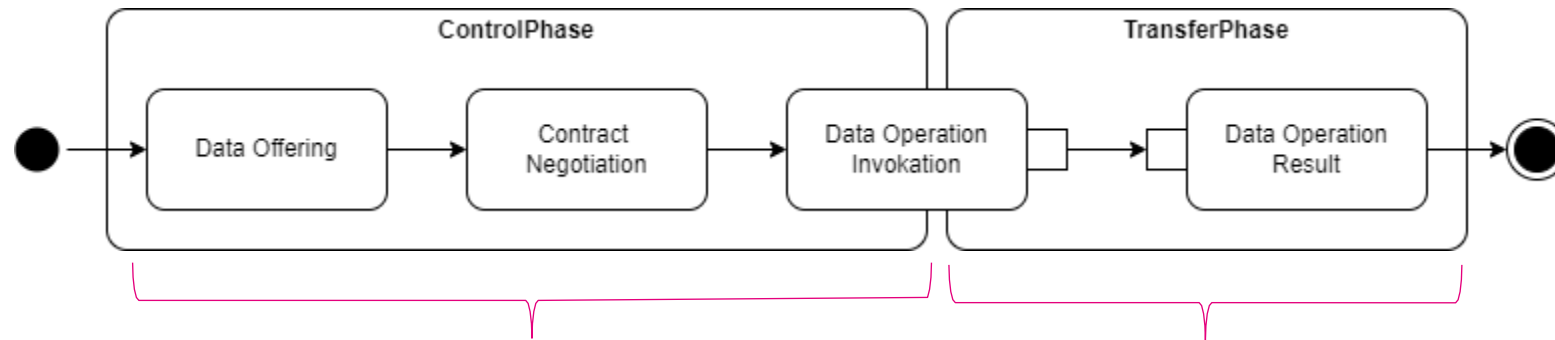 ControlPhase
TransferPhase
Data Offering
Contract
Negotiation
Data Operation
Invokation
Data Operation
Result